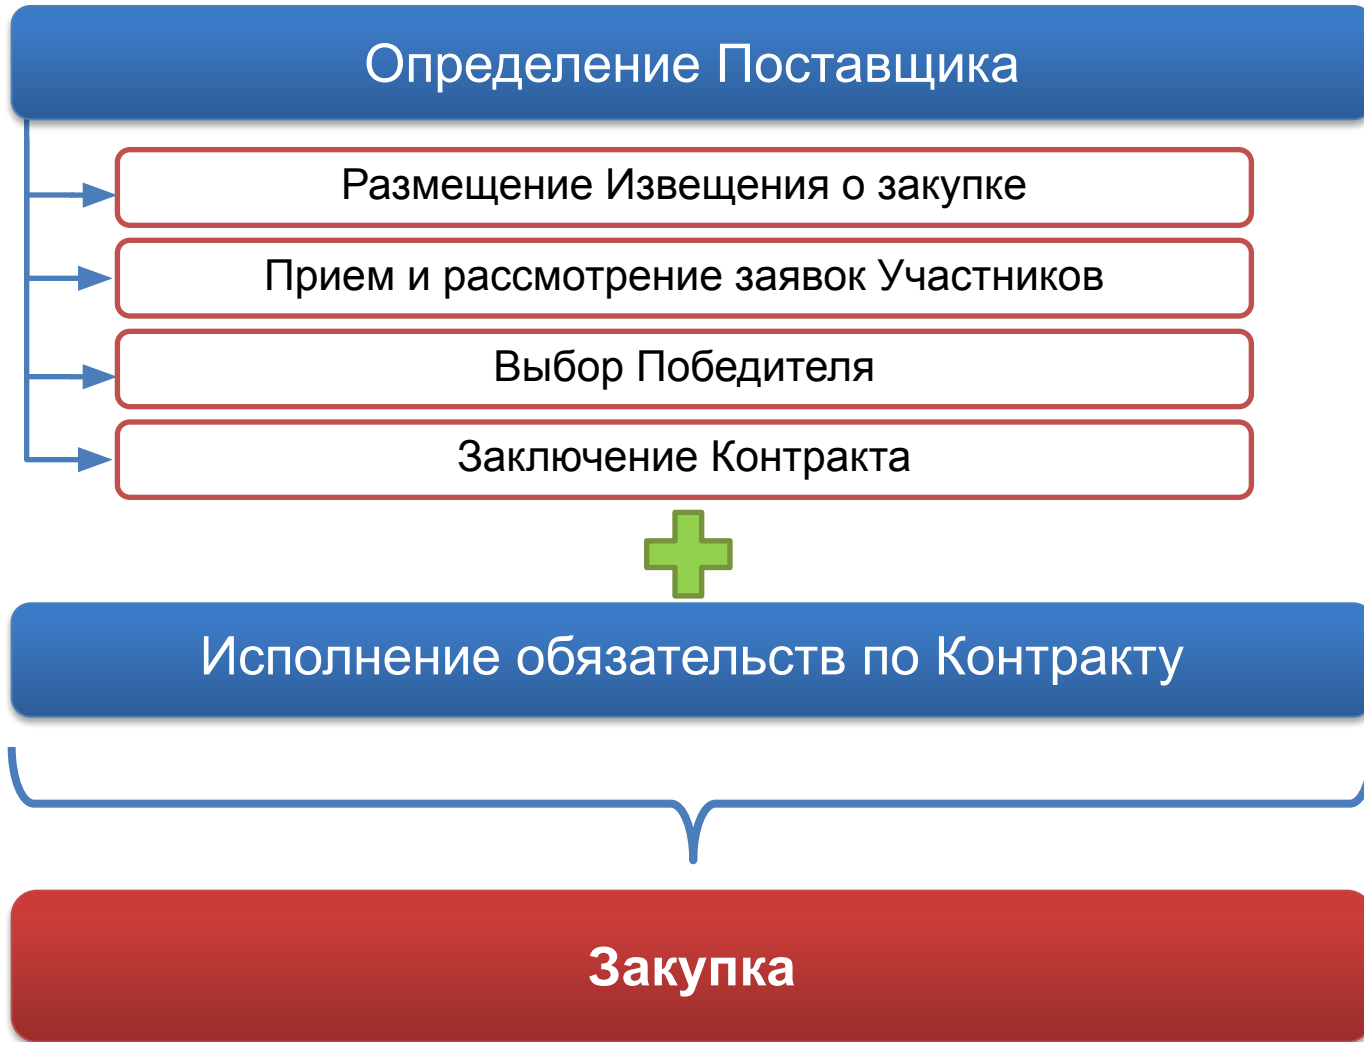 Определение Поставщика
Размещение Извещения о закупке
Прием и рассмотрение заявок Участников
Выбор Победителя
Заключение Контракта
Исполнение обязательств по Контракту
Закупка